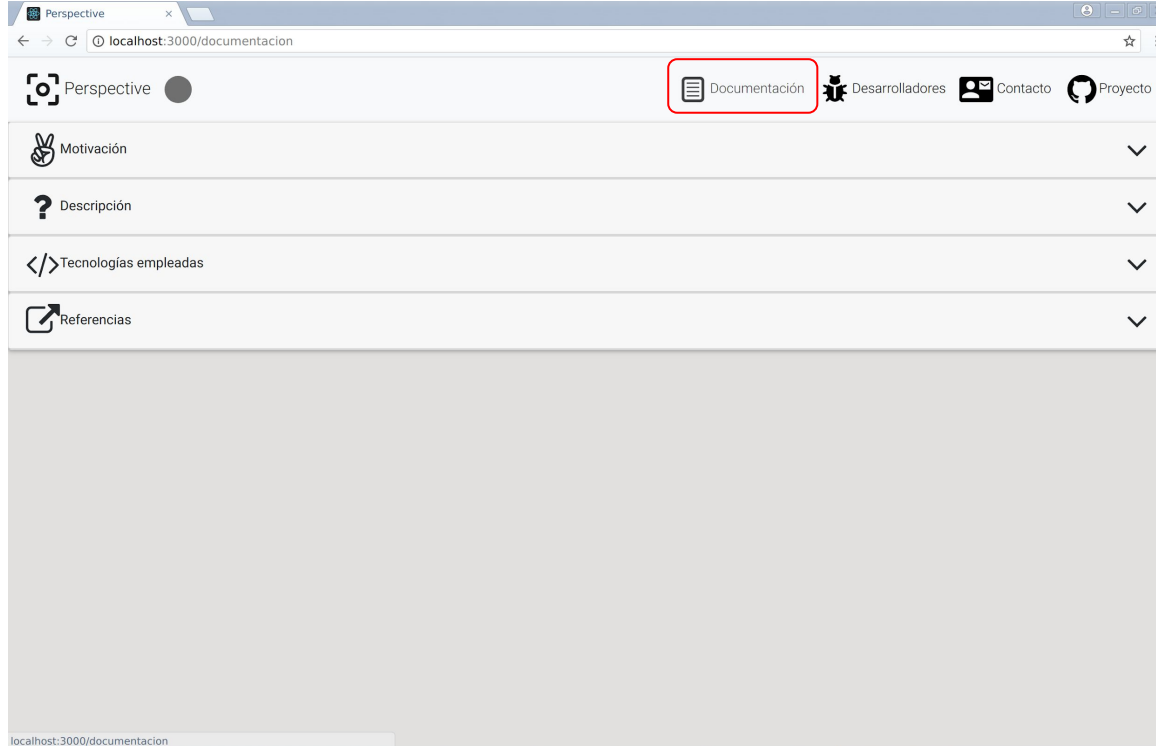 Perspective
localhost:3000/documentacion
Perspective Documentación Desarrolladores Contacto Proyecto
Motivación
Descripción
Tecnologías empleadas
Referencias
localhost:3000/documentacion